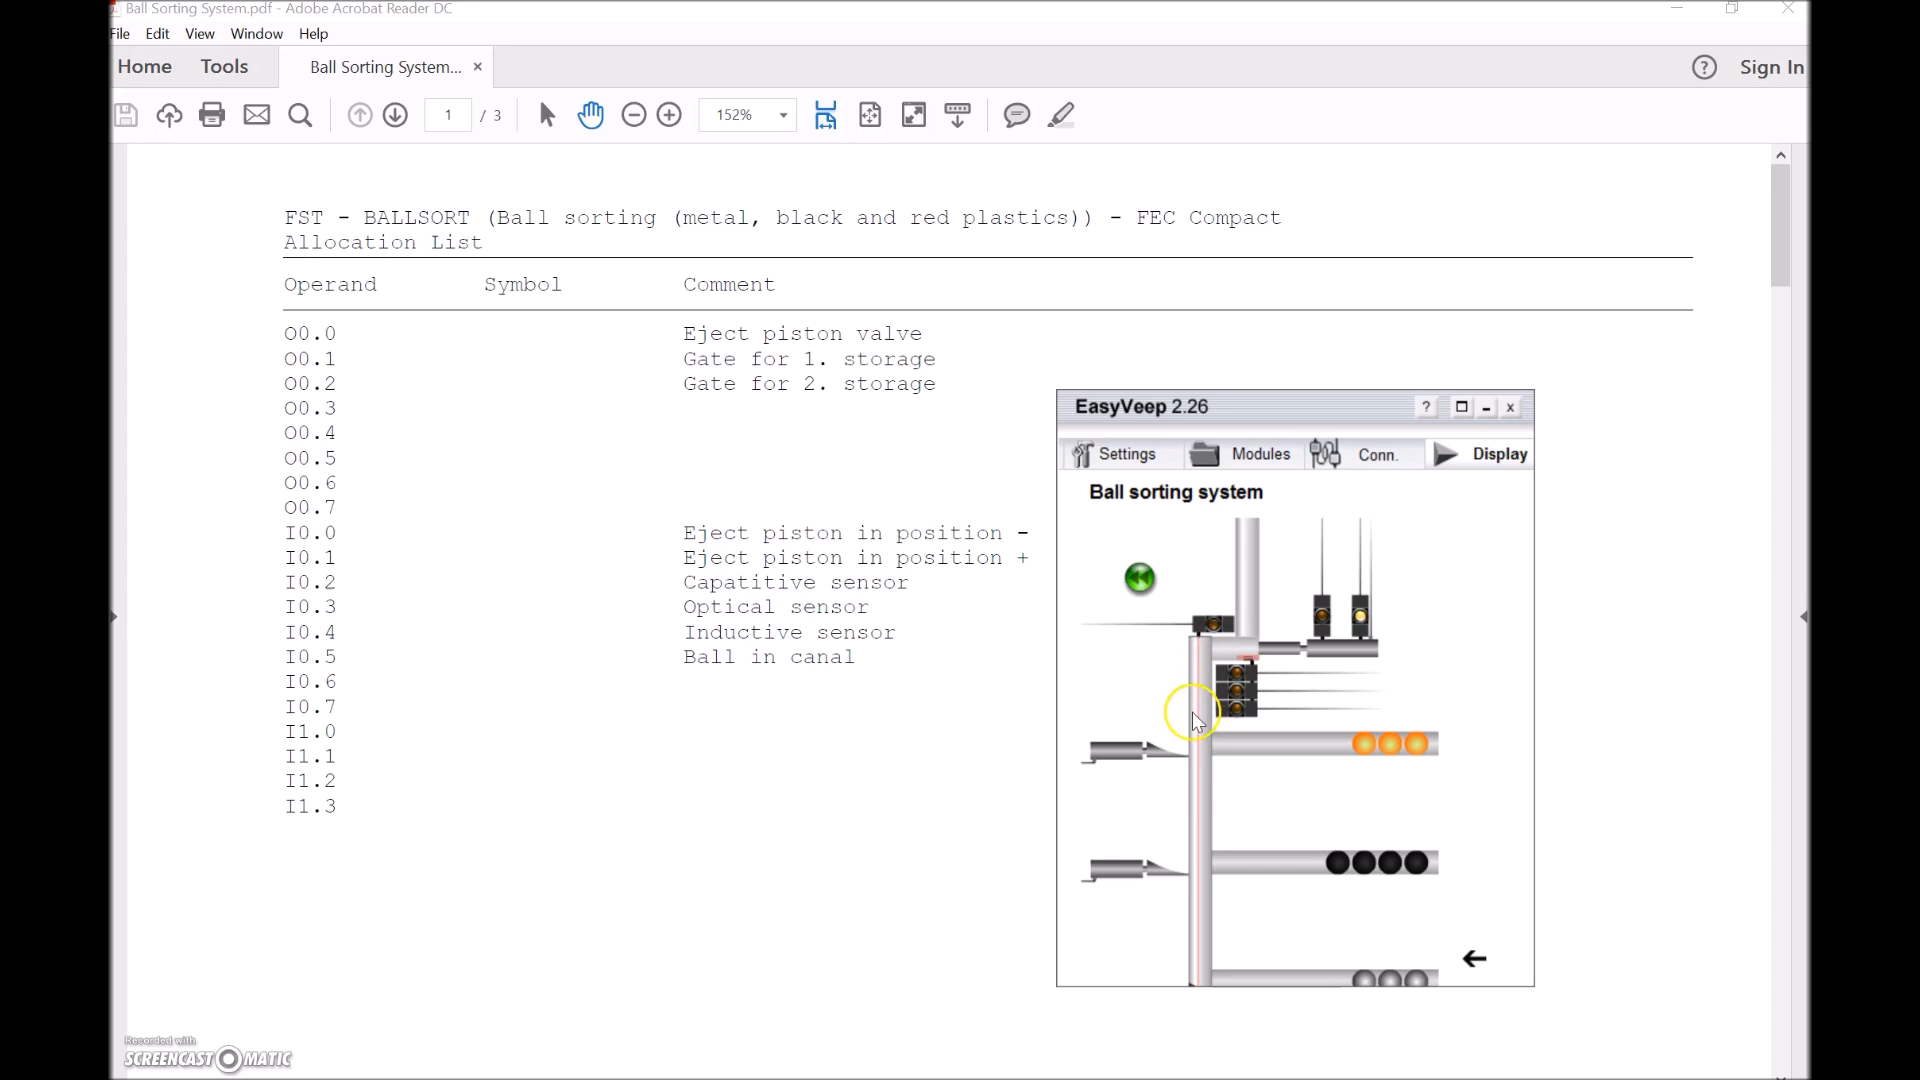 Ball Sorting System.pdf - Adobe Acrobat Reader DC
File Edit View Window Help
Home Tools Ball Sorting System... × ? Sign In
1 / 3 152%
FST - BALLSORT (Ball sorting (metal, black and red plastics)) - FEC Compact
Allocation List
Operand Symbol Comment
O0.0 Eject piston valve
O0.1 Gate for 1. storage
O0.2 Gate for 2. storage
O0.3
O0.4
O0.5
O0.6
O0.7
I0.0 Eject piston in position -
I0.1 Eject piston in position +
I0.2 Capatitive sensor
I0.3 Optical sensor
I0.4 Inductive sensor
I0.5 Ball in canal
I0.6
I0.7
I1.0
I1.1
I1.2
I1.3
EasyVeep 2.26 ? x
Settings Modules Conn. Display
Ball sorting system
Recorded with
SCREENCAST MATIC